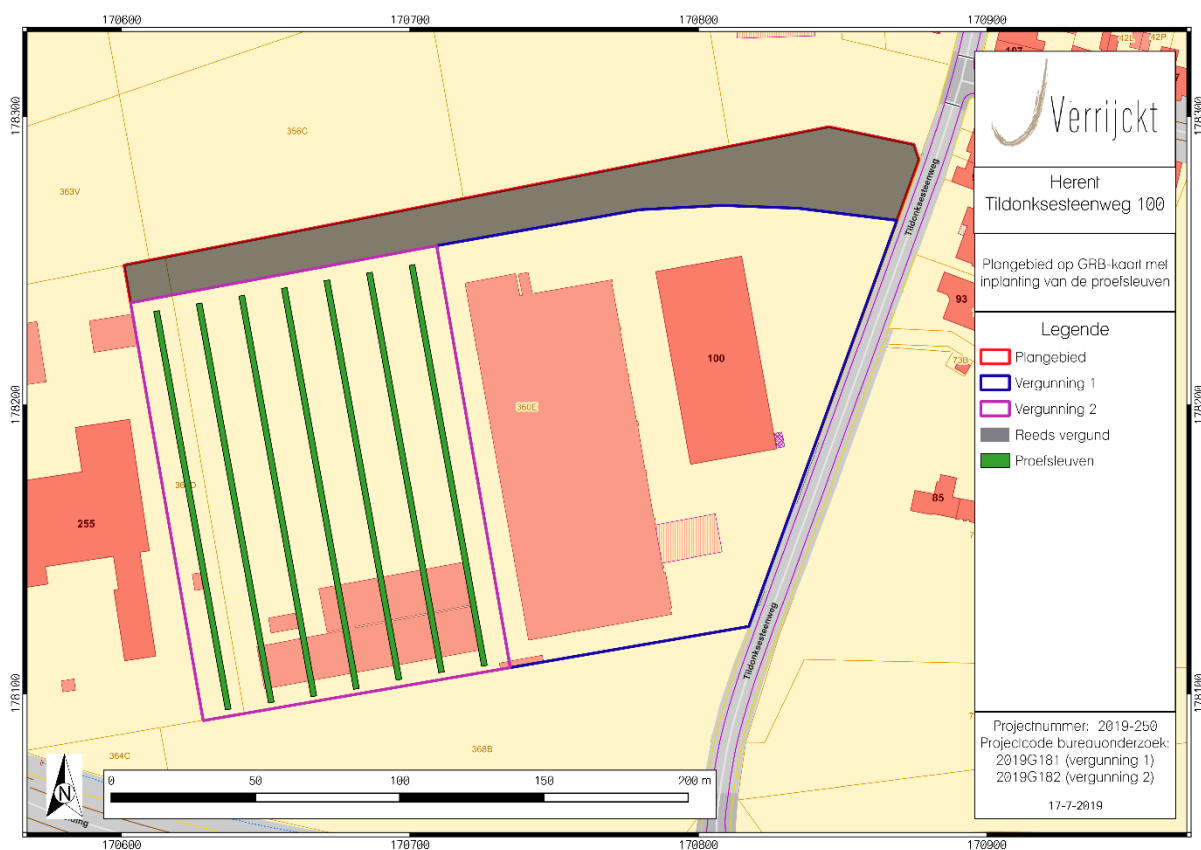 170600 170700 170800 170900
178300 178300
178200 178200
178100 178100
42L 42P
107
356C
363V
Tildonksesteenweg
93
73B
100
360E
255
85
Tildonksesteenweg
364C
368B
0 50 100 150 200 m
N
Verrijckt
Herent
Tildonksesteenweg 100
Plangebied op GRB-kaart met
inplanting van de proefsleuven
Legende
Plangebied
Vergunning 1
Vergunning 2
Reeds vergund
Proefsleuven
Projectnummer: 2019-250
Projectcode bureauonderzoek:
2019G181 (vergunning 1)
2019G182 (vergunning 2)
17-7-2019
170600 170700 170800 170900